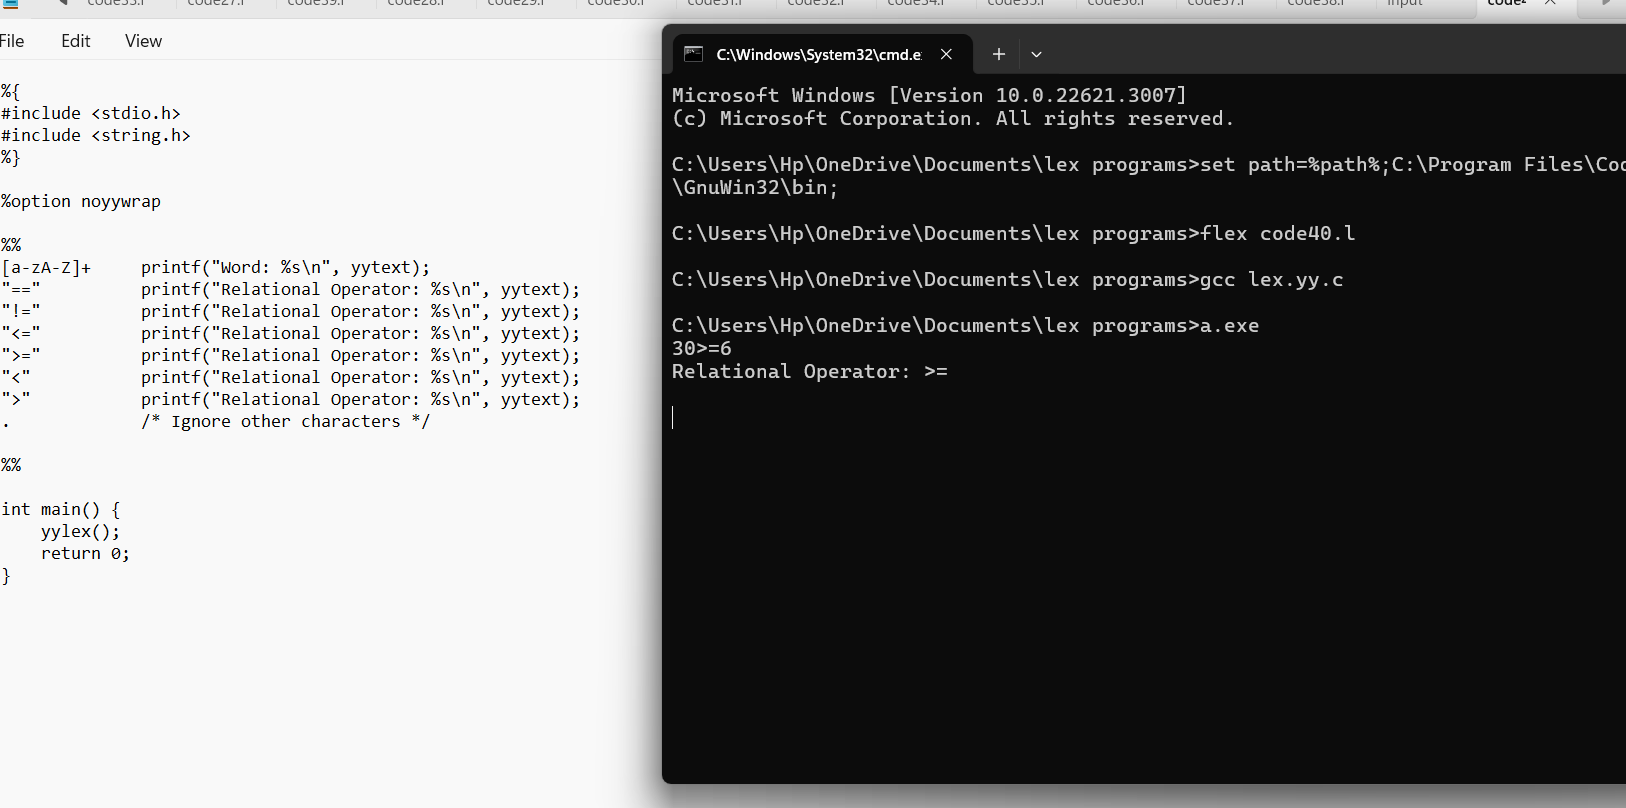 code27.l code39.l code28.l code29.l code30.l code31.l code32.l code34.l code35.l code36.l code37.l code38.l input
File Edit View
%{
#include <stdio.h>
#include <string.h>
%}
%option noyywrap
%%
[a-zA-Z]+ printf("Word: %s\n", yytext);
"==" printf("Relational Operator: %s\n", yytext);
"!=" printf("Relational Operator: %s\n", yytext);
"<=" printf("Relational Operator: %s\n", yytext);
">=" printf("Relational Operator: %s\n", yytext);
"<" printf("Relational Operator: %s\n", yytext);
">" printf("Relational Operator: %s\n", yytext);
. /* Ignore other characters */
%%
int main() {
yylex();
return 0;
}
C:\Windows\System32\cmd.e
Microsoft Windows [Version 10.0.22621.3007]
(c) Microsoft Corporation. All rights reserved.
C:\Users\Hp\OneDrive\Documents\lex programs>set path=%path%;C:\Program Files\Cod
\GnuWin32\bin;
C:\Users\Hp\OneDrive\Documents\lex programs>flex code40.l
C:\Users\Hp\OneDrive\Documents\lex programs>gcc lex.yy.c
C:\Users\Hp\OneDrive\Documents\lex programs>a.exe
30>=6
Relational Operator: >=